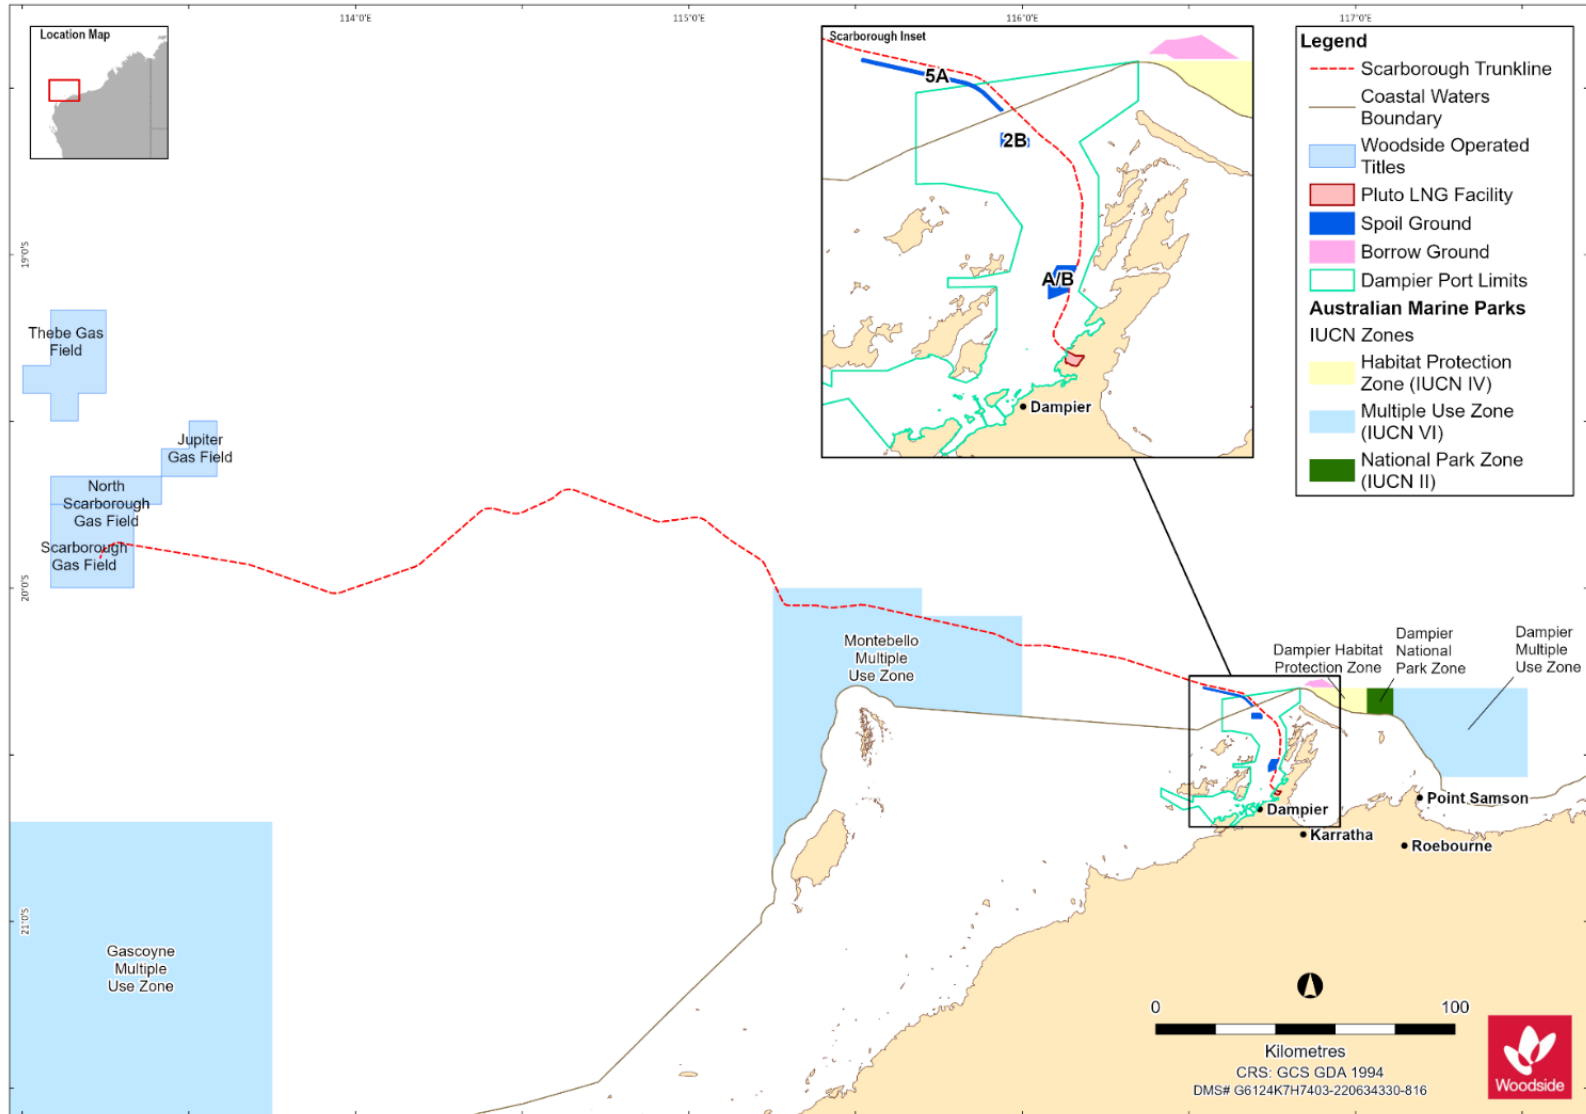 114°0'E
115°0'E
116°0'E
117°0'E
Location Map
Scarborough Inset
5A
2B
A/B
Dampier
Legend
Scarborough Trunkline
Coastal Waters
Boundary
Woodside Operated
Titles
Pluto LNG Facility
Spoil Ground
Borrow Ground
Dampier Port Limits
Australian Marine Parks
IUCN Zones
Habitat Protection
Zone (IUCN IV)
Multiple Use Zone
(IUCN VI)
National Park Zone
(IUCN II)
19°0'S
20°0'S
21°0'S
Thebe Gas
Field
Jupiter
Gas Field
North
Scarborough
Gas Field
Scarborough
Gas Field
Montebello
Multiple
Use Zone
Dampier Habitat
Protection Zone
Dampier
National
Park Zone
Dampier
Multiple
Use Zone
Dampier
Point Samson
Karratha
Roebourne
Gascoyne
Multiple
Use Zone
0 100
Kilometres
CRS: GCS GDA 1994
DMS# G6124K7H7403-220634330-816
Woodside